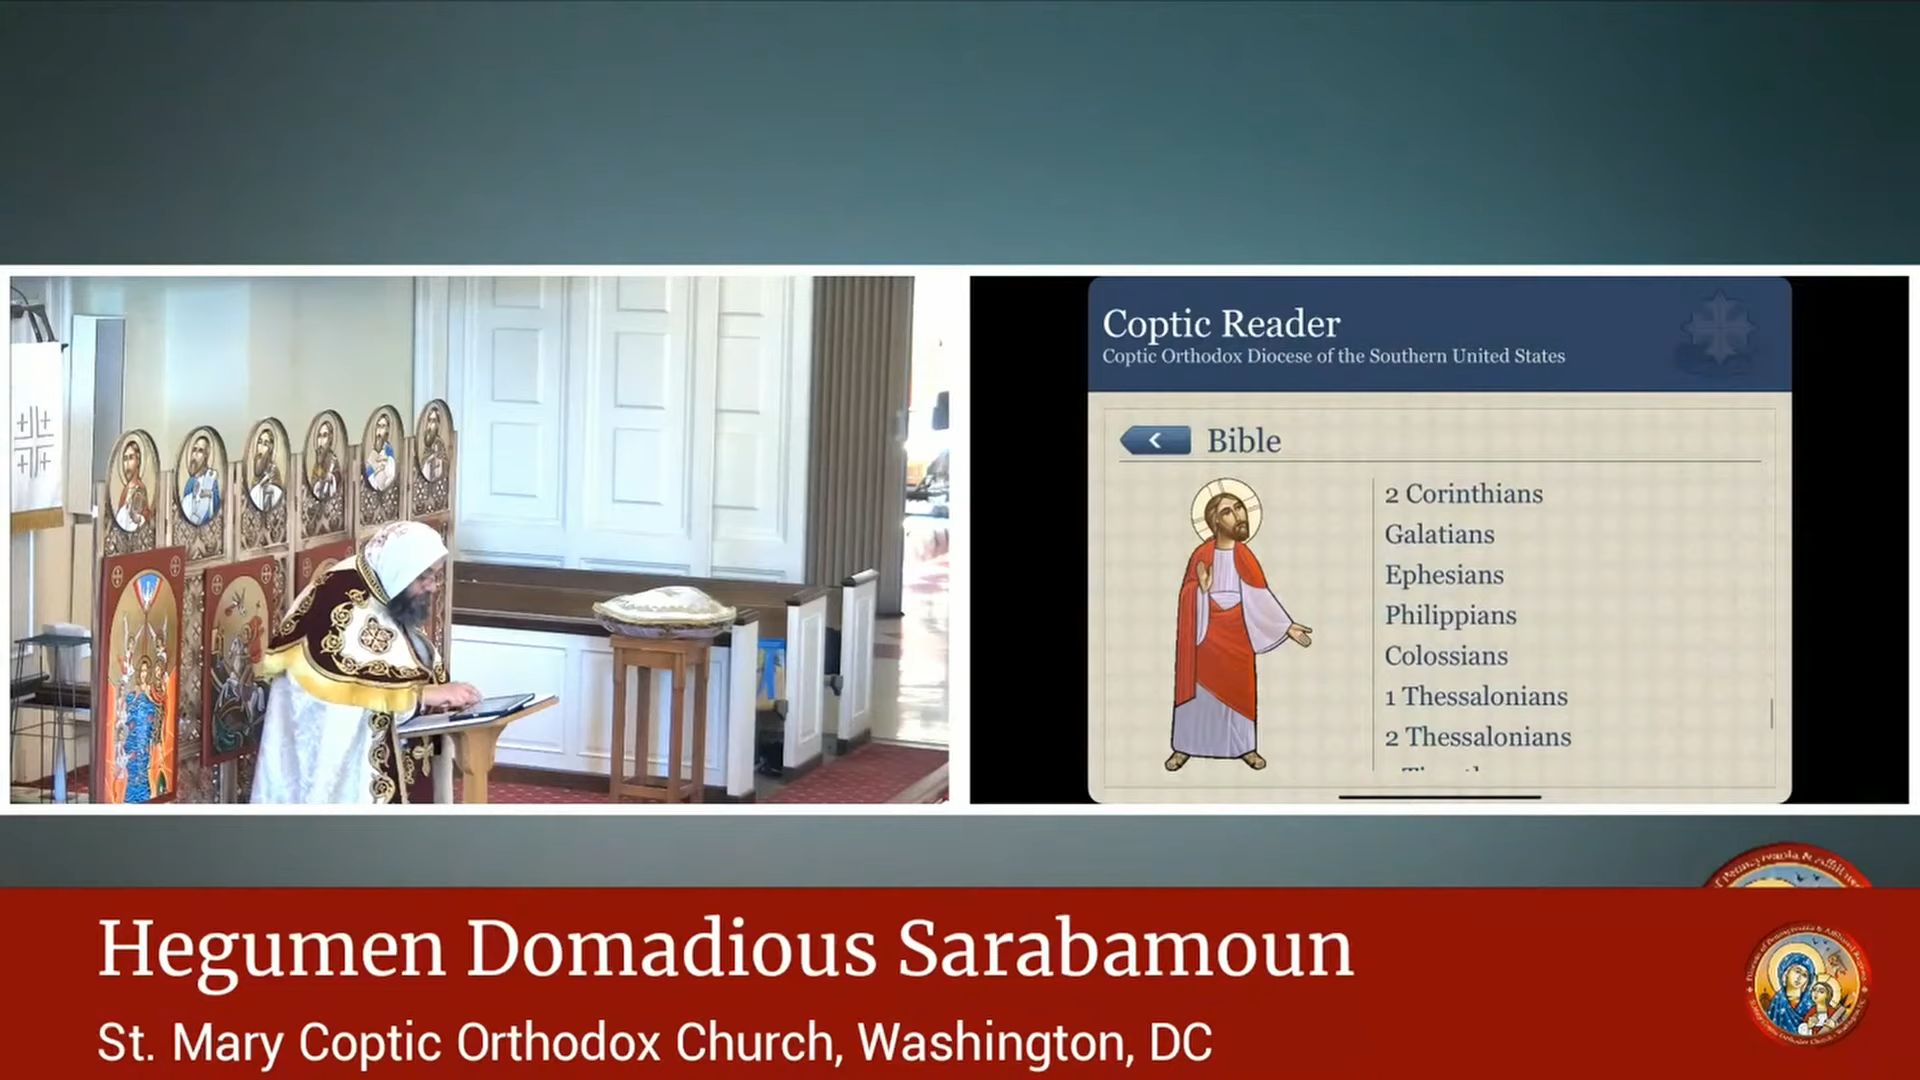 Coptic Reader
Coptic Orthodox Diocese of the Southern United States
Bible
2 Corinthians
Galatians
Ephesians
Philippians
Colossians
1 Thessalonians
2 Thessalonians
Hegumen Domadious Sarabamoun
St. Mary Coptic Orthodox Church, Washington, DC